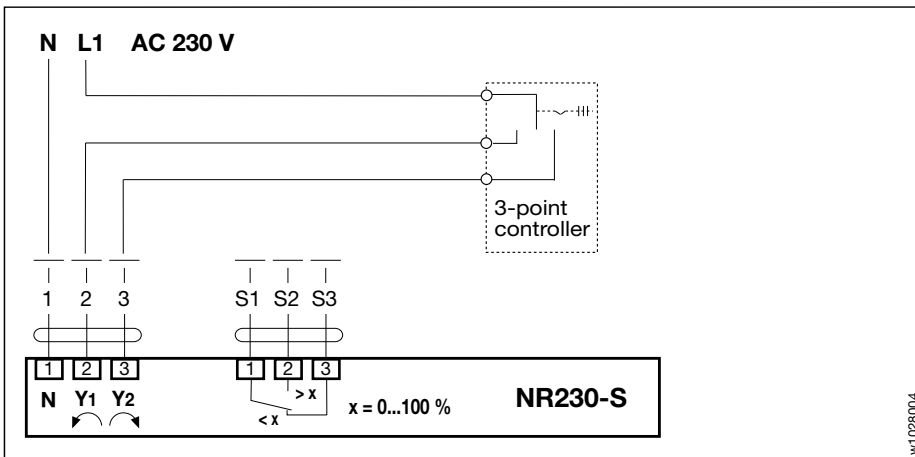 N L1 AC 230 V
3-point
controller
1 2 3 S1 S2 S3
1 2 3 1 2 3
N Y1 Y2 < x > x x = 0...100 % NR230-S
w1028004